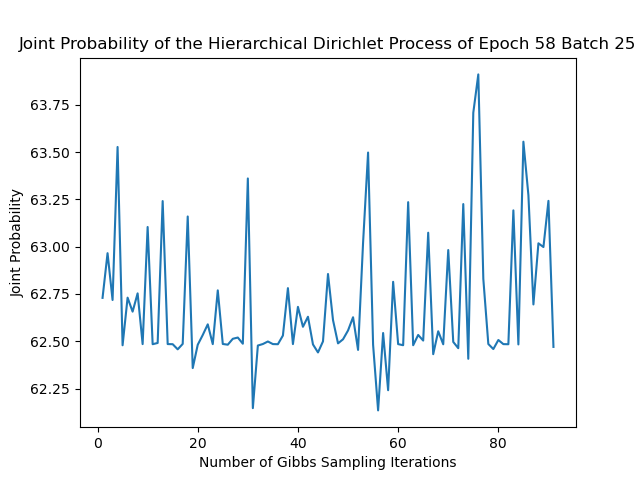 Joint Probability of the Hierarchical Dirichlet Process of Epoch 58 Batch 25
63.75
63.50
63.25
63.00
62.75
62.50
62.25
Joint Probability
0 20 40 60 80
Number of Gibbs Sampling Iterations